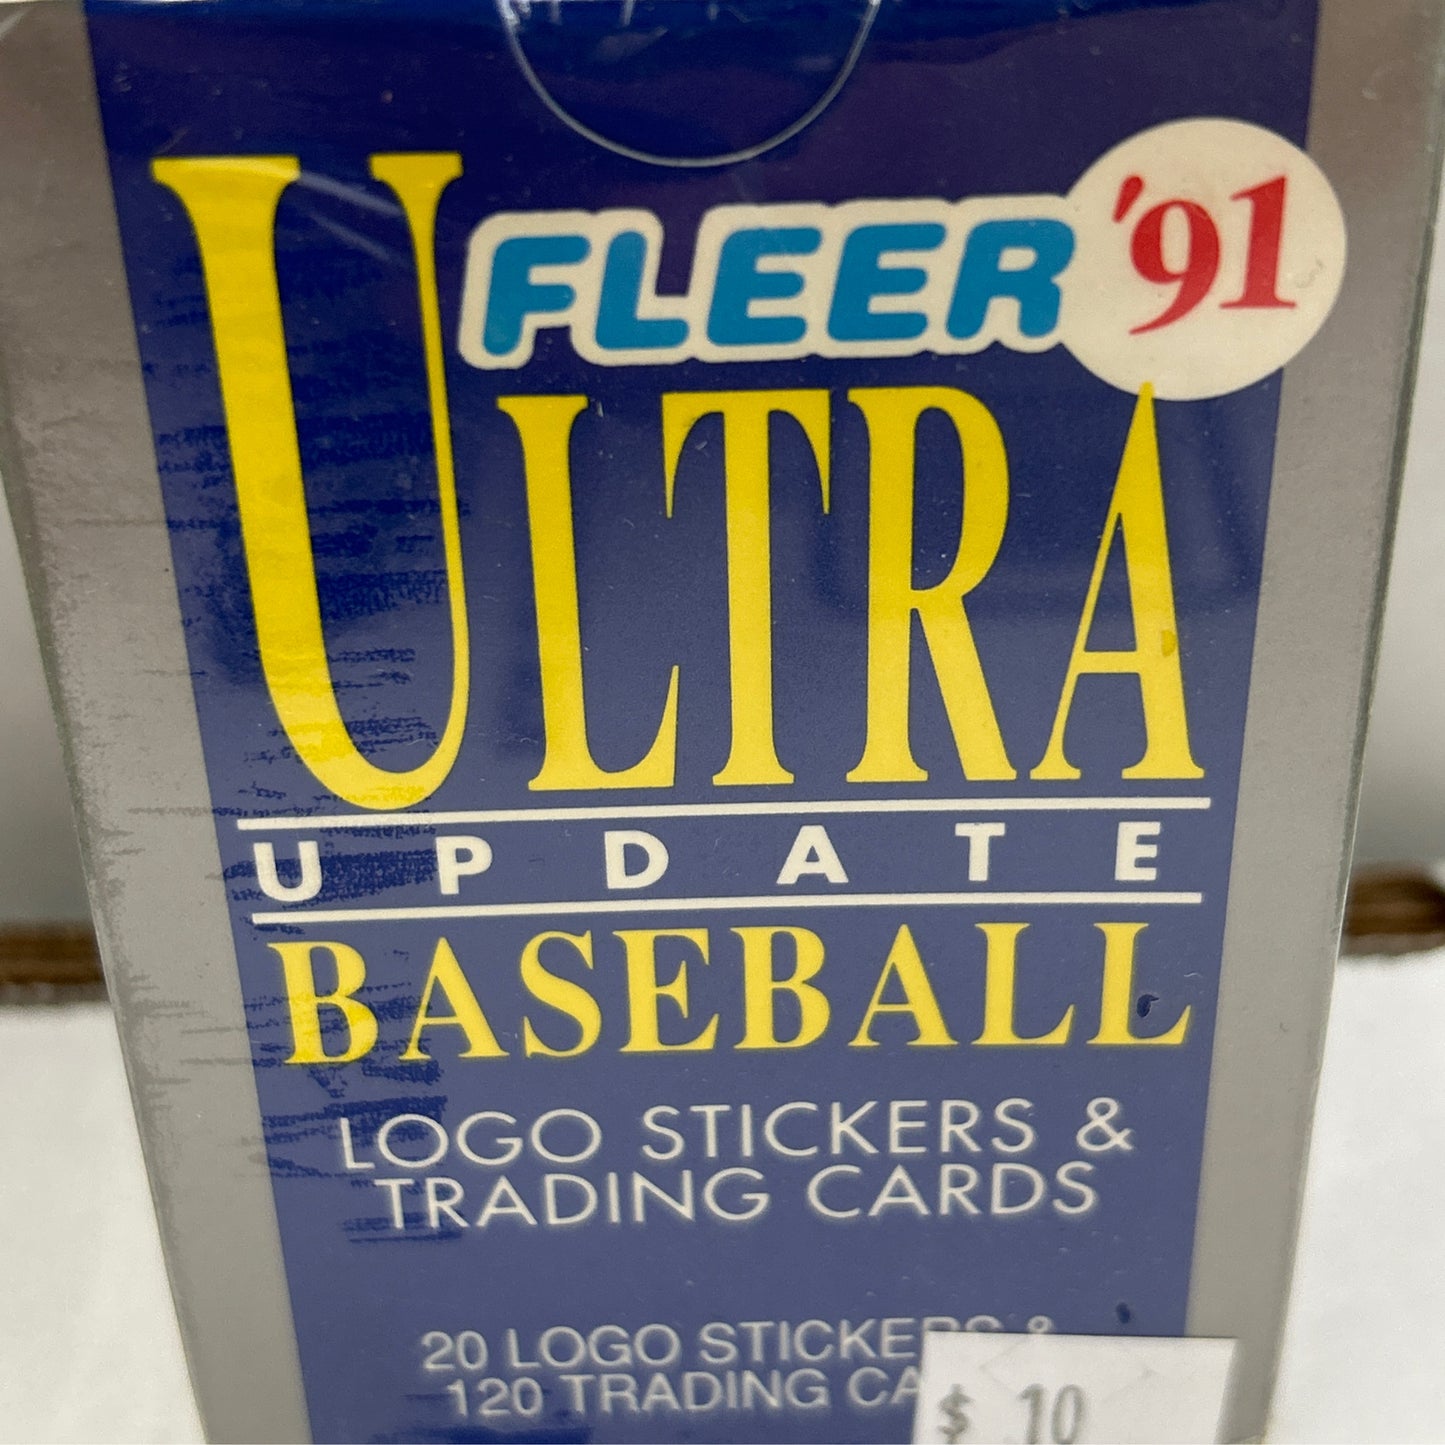 FLEER '91
ULTRA
UPDATE
BASEBALL
LOGO STICKERS &
TRADING CARDS
20 LOGO STICKERS &
120 TRADING
$ 10